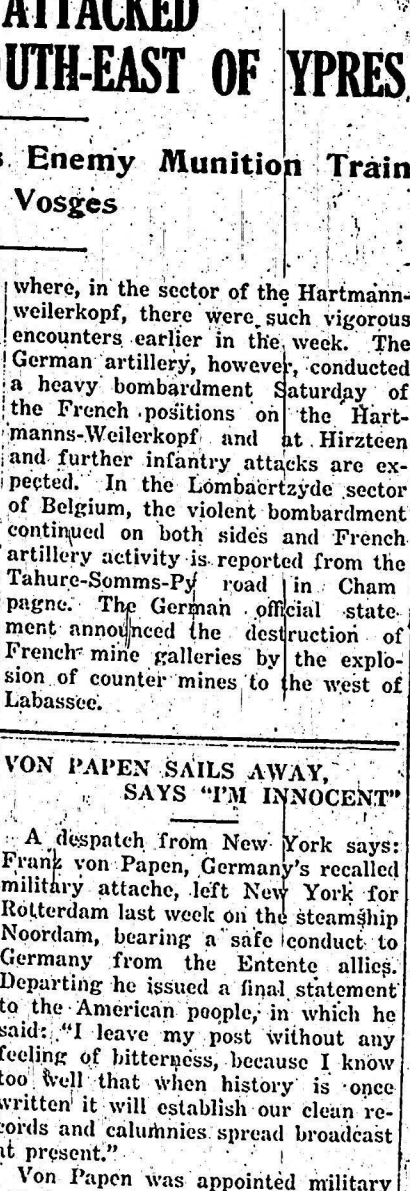 ATTACKED
UTH-EAST OF YPRES
s Enemy Munition Train
Vosges
where, in the sector of the Hartmann-
weilerkopf, there were such vigorous
encounters earlier in the week. The
German artillery, however, conducted
a heavy bombardment Saturday of
the French positions on the Hart-
manns-Weilerkopf and at Hirzteen
and further infantry attacks are ex-
pected. In the Lombaertzyde sector
of Belgium, the violent bombardment
continued on both sides and French
artillery activity is reported from the
Tahure-Somms-Py road in Cham
pagne. The German official state-
ment announced the destruction of
French mine galleries by the explo-
sion of counter mines to the west of
Labassee.
VON PAPEN SAILS AWAY,
SAYS "I'M INNOCENT"
A despatch from New York says:
Franz von Papen, Germany's recalled
military attache, left New York for
Rotterdam last week on the steamship
Noordam, bearing a safe conduct to
Germany from the Entente allies.
Departing he issued a final statement
to the American people, in which he
said: "I leave my post without any
feeling of bitterness, because I know
too well that when history is once
written it will establish our clean re-
cords and calumnies spread broadcast
at present."
Von Papen was appointed military